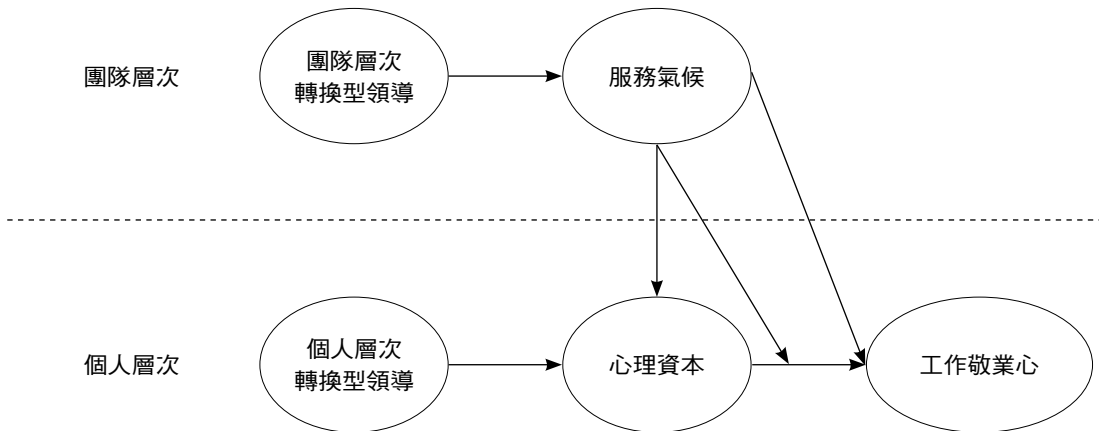 團隊層次
團隊層次
轉換型領導
服務氣候
個人層次
個人層次
轉換型領導
心理資本
工作敬業心